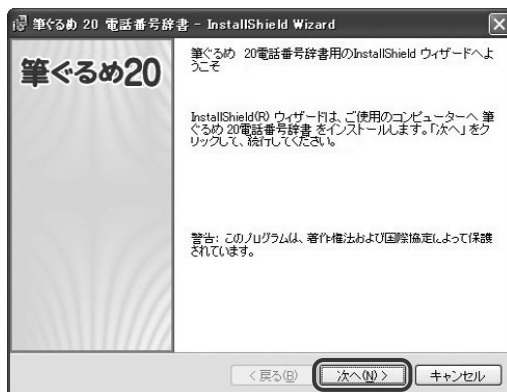 筆ぐるめ 20 電話番号辞書 - InstallShield Wizard
筆ぐるめ20
筆ぐるめ 20電話番号辞書用のInstallShield ウィザードへよ
うこそ
InstallShield(R) ウィザードは、ご使用のコンピューターへ 筆
ぐるめ 20電話番号辞書 をインストールします。「次へ」をク
リックして、続行してください。
警告: このプログラムは、著作権法および国際協定によって保護
されています。
< 戻る(B)
次へ(N) >
キャンセル